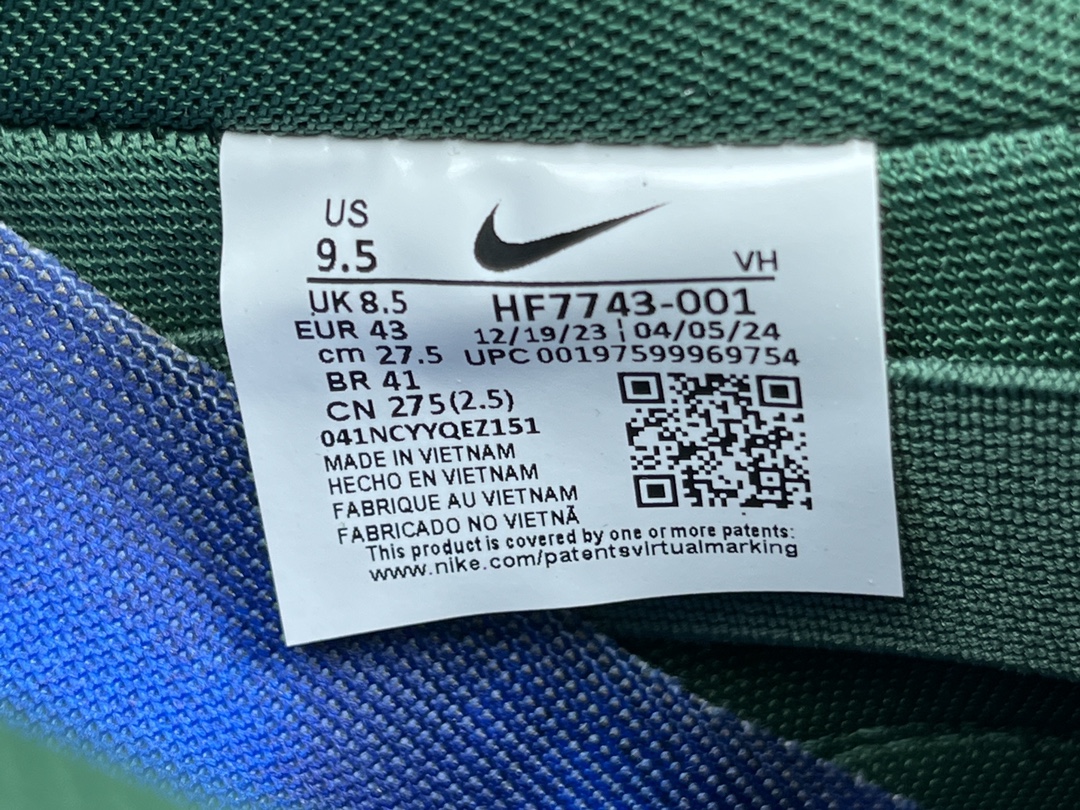 US
9.5
VH
UK 8.5
HF7743-001
EUR 43
12/19/23 | 04/05/24
cm 27.5
UPC 00197599969754
BR 41
CN 275(2.5)
041NCYYQEZ151
MADE IN VIETNAM
HECHO EN VIETNAM
FABRIQUE AU VIETNAM
FABRICADO NO VIETNÃ
This product is covered by one or more patents:
www.nike.com/patentsvirtualmarking